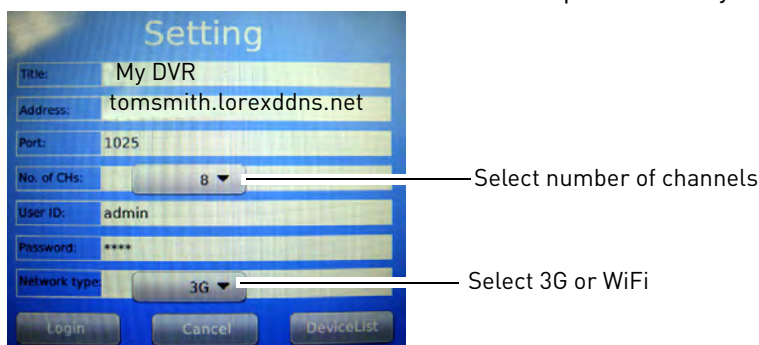 Setting
Title: My DVR
Address: tomsmith.lorexddns.net
Port: 1025
No. of CHs: 8 Select number of channels
User ID: admin
Password: ****
Network type: 3G Select 3G or WiFi
Login Cancel DeviceList